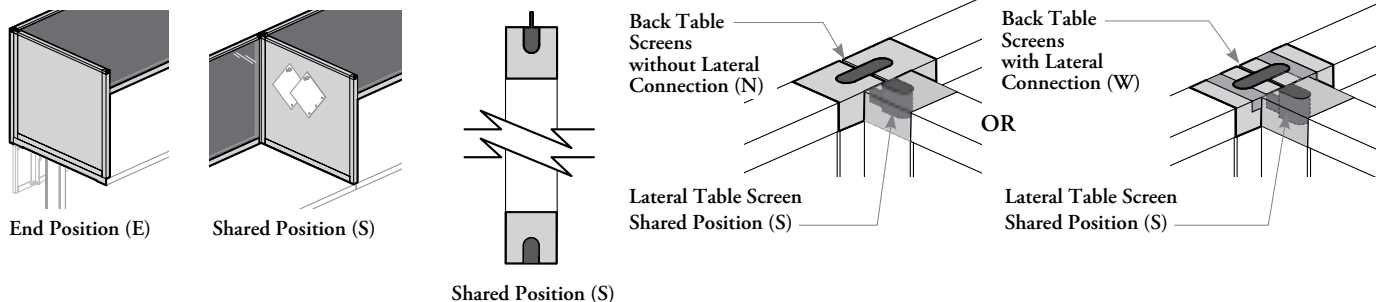 End Position (E)
Shared Position (S)
Shared Position (S)
Back Table
Screens
without Lateral
Connection (N)
Lateral Table Screen
Shared Position (S)
OR
Back Table
Screens
with Lateral
Connection (W)
Lateral Table Screen
Shared Position (S)